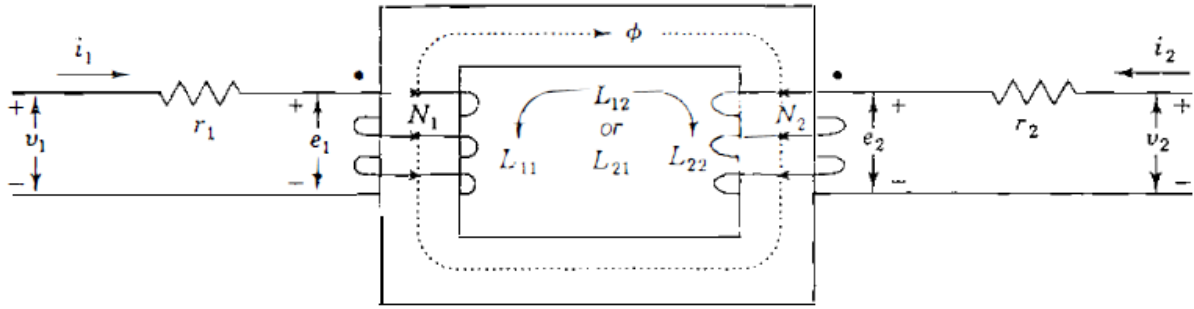 ϕ
i₁
i₂
+
r₁
+
N₁
L₁₂
N₂
+
r₂
+
v₁
e₁
or
e₂
v₂
L₁₁
L₂₁
L₂₂
−
−
−
−